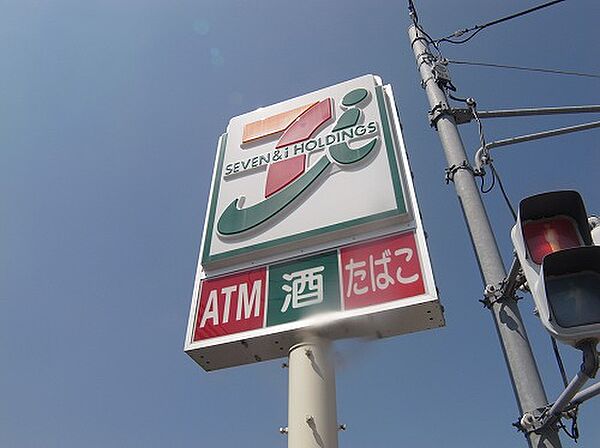 SEVEN & i HOLDINGS
ATM 酒 たばこ